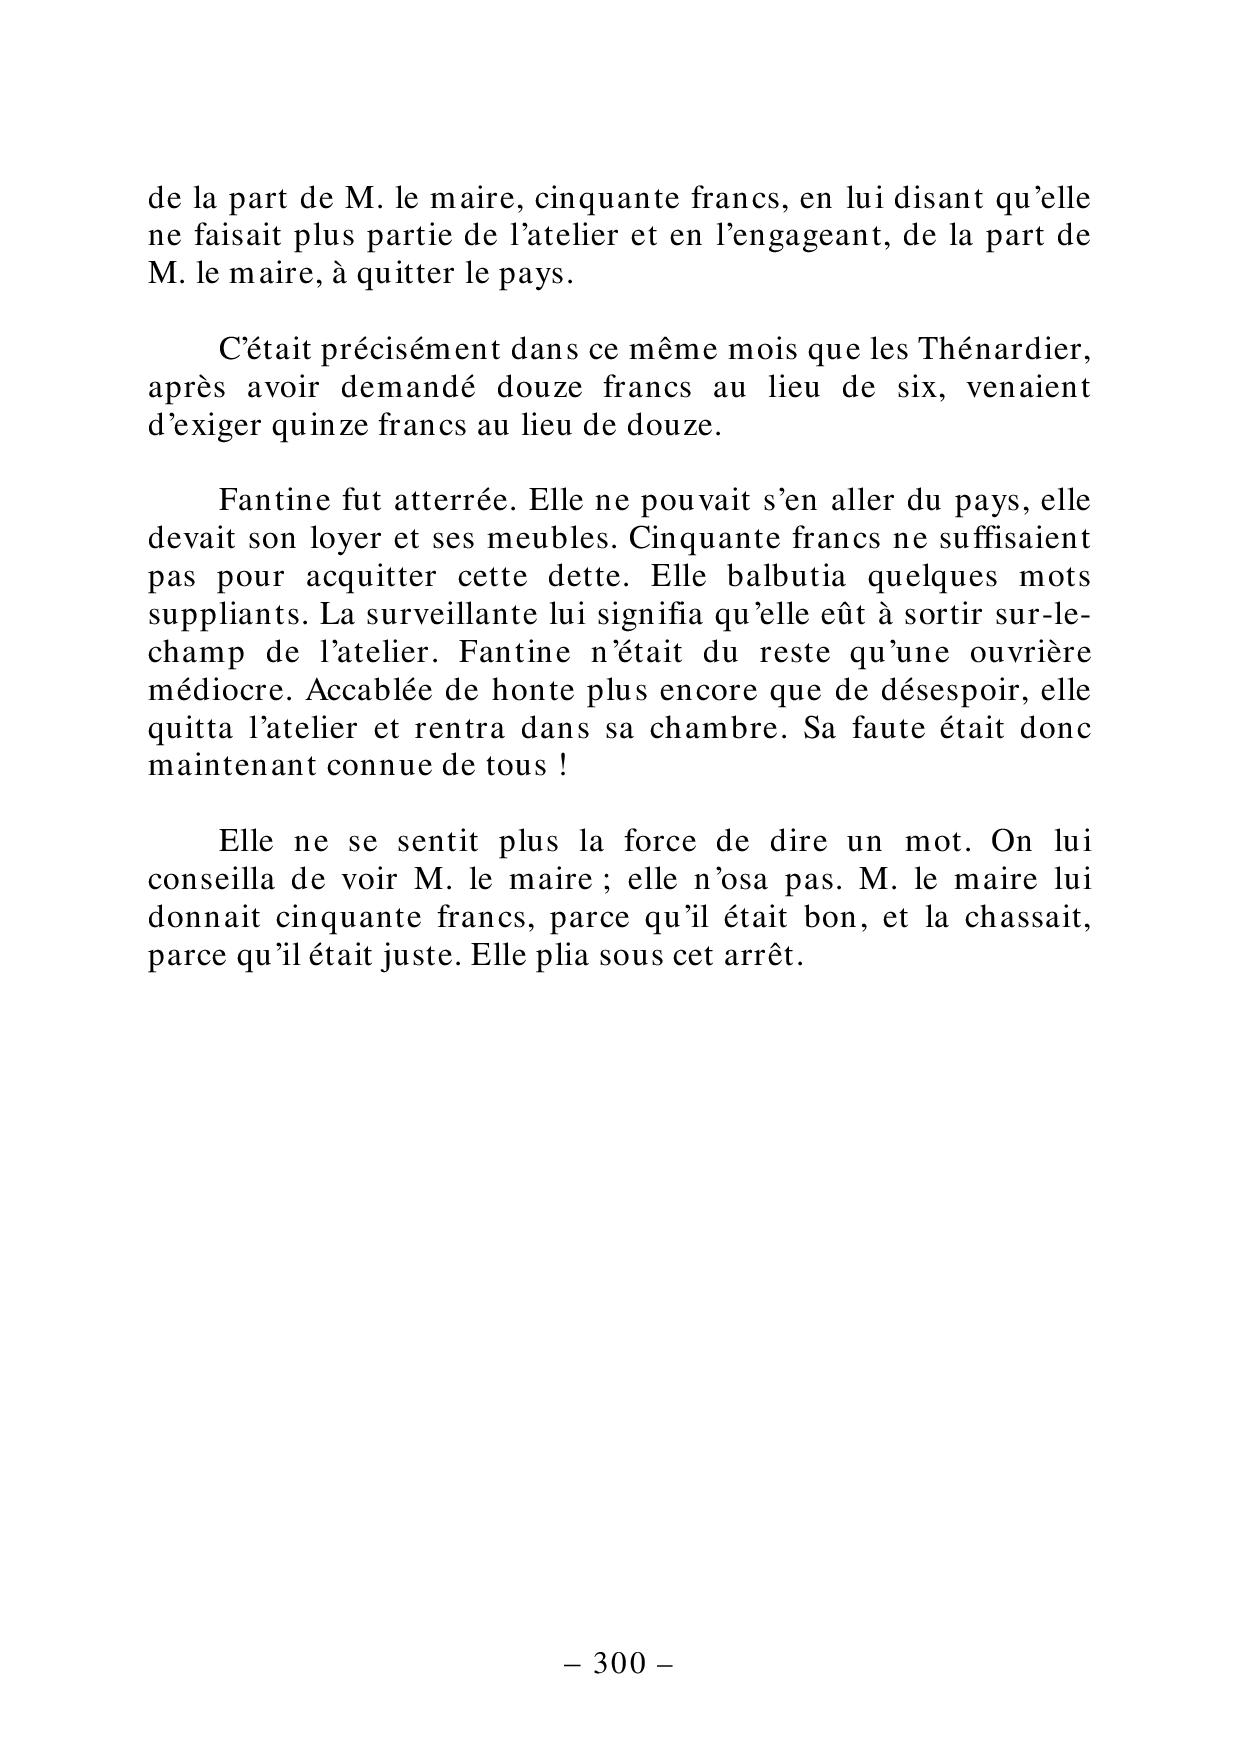 de la part de M. le maire, cinquante francs, en lui disant qu’elle
ne faisait plus partie de l’atelier et en l’engageant, de la part de
M. le maire, à quitter le pays.
C’était précisément dans ce même mois que les Thénardier,
après avoir demandé douze francs au lieu de six, venaient
d’exiger quinze francs au lieu de douze.
Fantine fut atterrée. Elle ne pouvait s’en aller du pays, elle
devait son loyer et ses meubles. Cinquante francs ne suffisaient
pas pour acquitter cette dette. Elle balbutia quelques mots
suppliants. La surveillante lui signifia qu’elle eût à sortir sur-le-
champ de l’atelier. Fantine n’était du reste qu’une ouvrière
médiocre. Accablée de honte plus encore que de désespoir, elle
quitta l’atelier et rentra dans sa chambre. Sa faute était donc
maintenant connue de tous !
Elle ne se sentit plus la force de dire un mot. On lui
conseilla de voir M. le maire ; elle n’osa pas. M. le maire lui
donnait cinquante francs, parce qu’il était bon, et la chassait,
parce qu’il était juste. Elle plia sous cet arrêt.
– 300 –